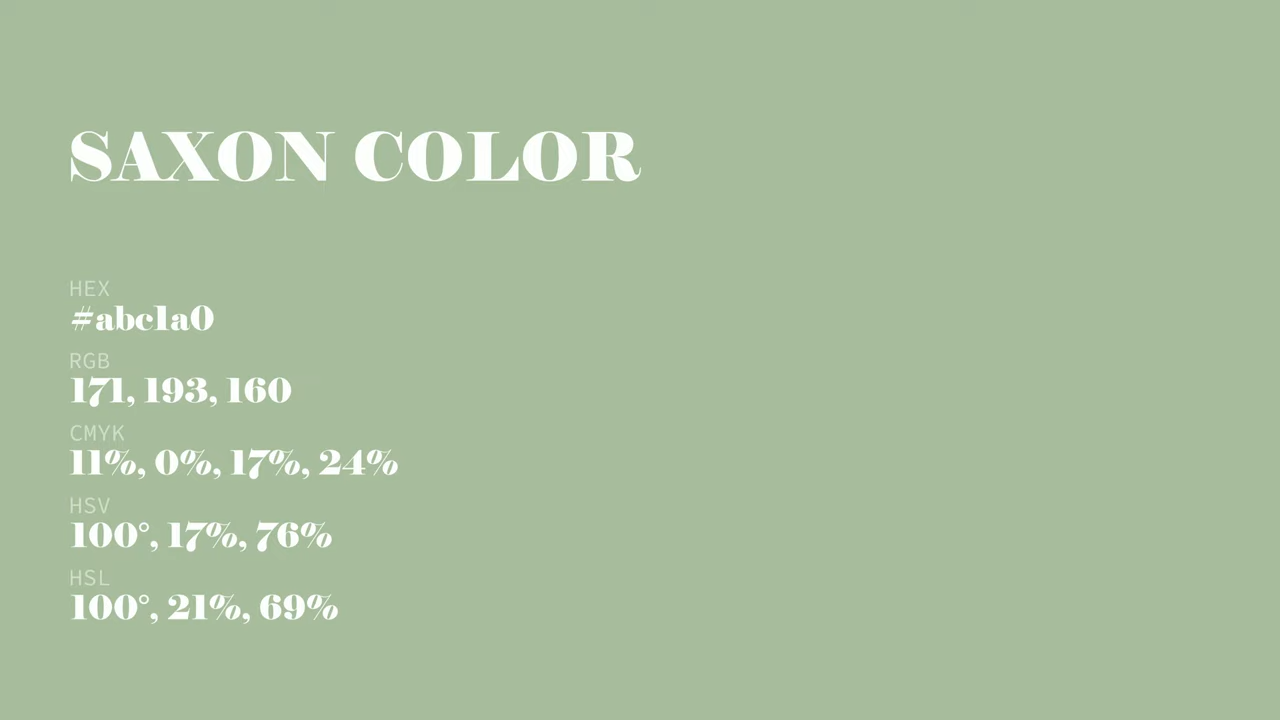 SAXON COLOR
HEX
#abc1a0
RGB
171, 193, 160
CMYK
11%, 0%, 17%, 24%
HSV
100°, 17%, 76%
HSL
100°, 21%, 69%